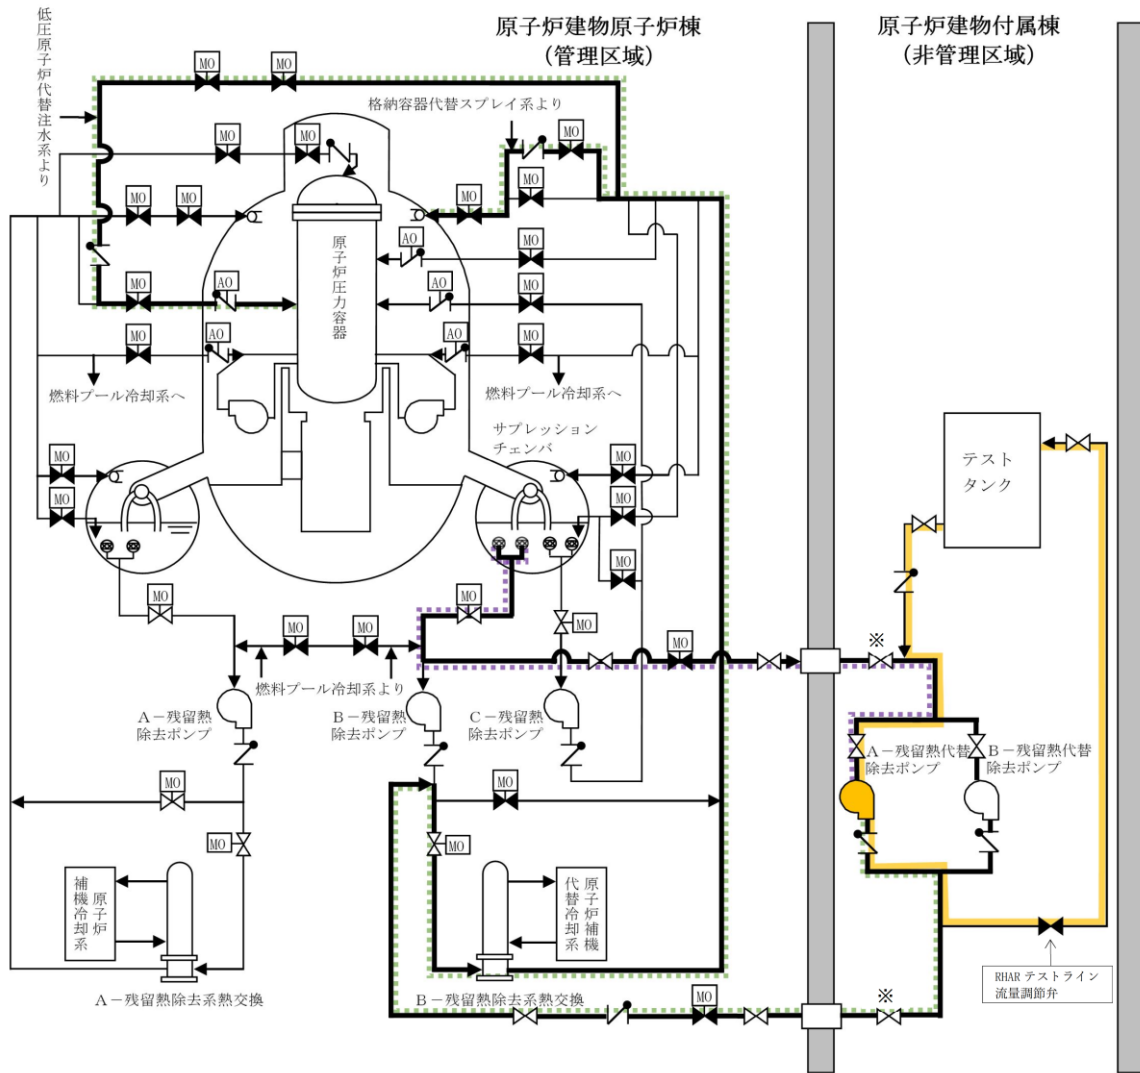 原子炉建物原子炉棟
(管理区域)
原子炉建物付属棟
(非管理区域)
低圧原子炉代替注水系より
格納容器代替スプレイ系より
MO
MO
MO
MO
MO
MO
MO
MO
MO
MO
AO
MO
原子炉圧力容器
MO
AO
AO
MO
MO
AO
AO
MO
燃料プール冷却系へ
燃料プール冷却系へ
サプレッション
チェンバ
MO
MO
MO
MO
MO
MO
MO
MO
MO
MO
MO
MO
テスト
タンク
※
燃料プール冷却系より
A-残留熱
除去ポンプ
B-残留熱
除去ポンプ
C-残留熱
除去ポンプ
A-残留熱代替
除去ポンプ
B-残留熱代替
除去ポンプ
MO
MO
MO
MO
原子炉
補機冷却系
原子炉補機
代替冷却系
A-残留熱除去系熱交換
B-残留熱除去系熱交換
MO
※
RHARテストライン
流量調節弁